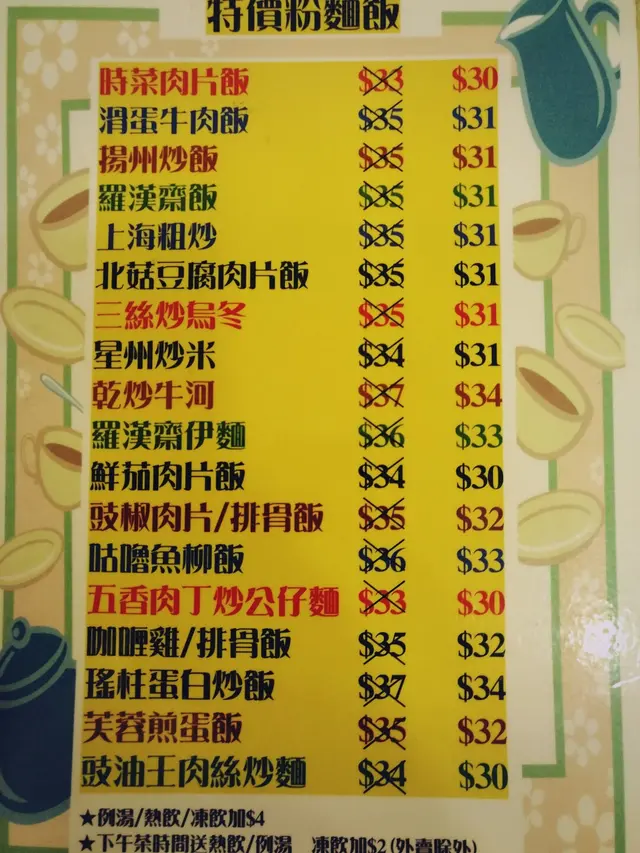 特價粉麵飯
時菜肉片飯 $33 $30
滑蛋牛肉飯 $35 $31
揚州炒飯 $35 $31
羅漢齋飯 $35 $31
上海粗炒 $35 $31
北菇豆腐肉片飯 $35 $31
三絲炒烏冬 $35 $31
星州炒米 $34 $31
乾炒牛河 $37 $34
羅漢齋伊麵 $36 $33
鮮茄肉片飯 $34 $30
豉椒肉片/排骨飯 $35 $32
咕嚕魚柳飯 $36 $33
五香肉丁炒公仔麵 $33 $30
咖喱雞/排骨飯 $35 $32
瑤柱蛋白炒飯 $37 $34
芙蓉煎蛋飯 $35 $32
豉油王肉絲炒麵 $34 $30
★例湯/熱飲/凍飲加$4
★下午茶時間送熱飲/例湯 凍飲加$2(外賣除外)